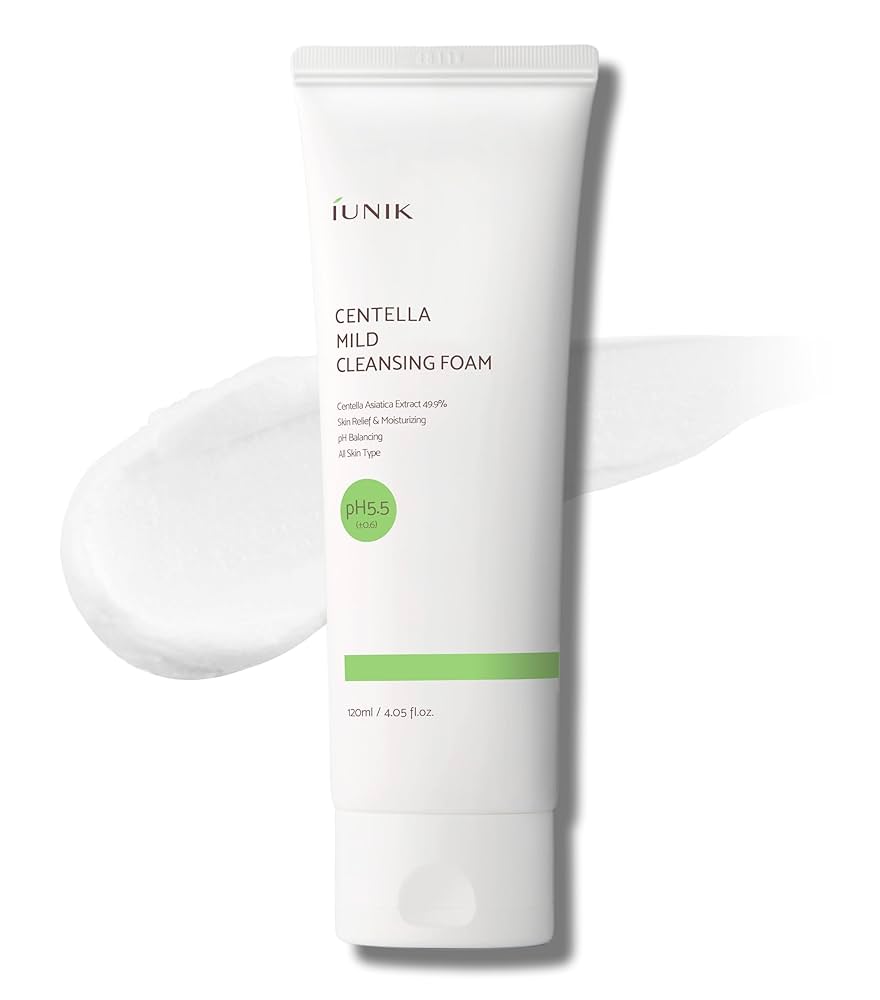 iUNIK
CENTELLA
MILD
CLEANSING FOAM
Centella Asiatica Extract 49.9%
Skin Relief & Moisturizing
pH Balancing
All Skin Type
pH5.5
(±0.6)
120ml / 4.05 fl.oz.